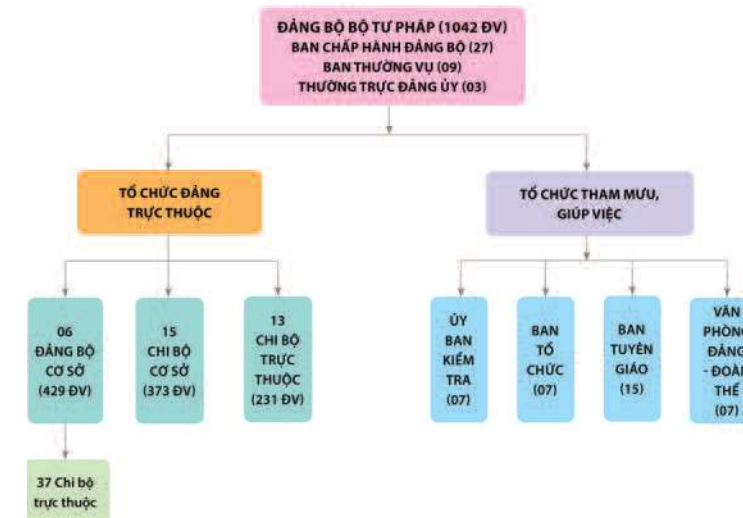 ĐẢNG BỘ BỘ TƯ PHÁP (1042 ĐV)
BAN CHẤP HÀNH ĐẢNG BỘ (27)
BAN THƯỜNG VỤ (09)
THƯỜNG TRỰC ĐẢNG ỦY (03)
TỔ CHỨC ĐẢNG
TRỰC THUỘC
TỔ CHỨC THAM MƯU,
GIÚP VIỆC
06
ĐẢNG BỘ
CƠ SỞ
(429 ĐV)
15
CHI BỘ
CƠ SỞ
(373 ĐV)
13
CHI BỘ
TRỰC
THUỘC
(231 ĐV)
ỦY
BAN
KIỂM
TRA
(07)
BAN
TỔ
CHỨC
(07)
BAN
TUYÊN
GIÁO
(15)
VĂN
PHÒNG
ĐẢNG
- ĐOÀN
THỂ
(07)
37 Chi bộ
trực thuộc